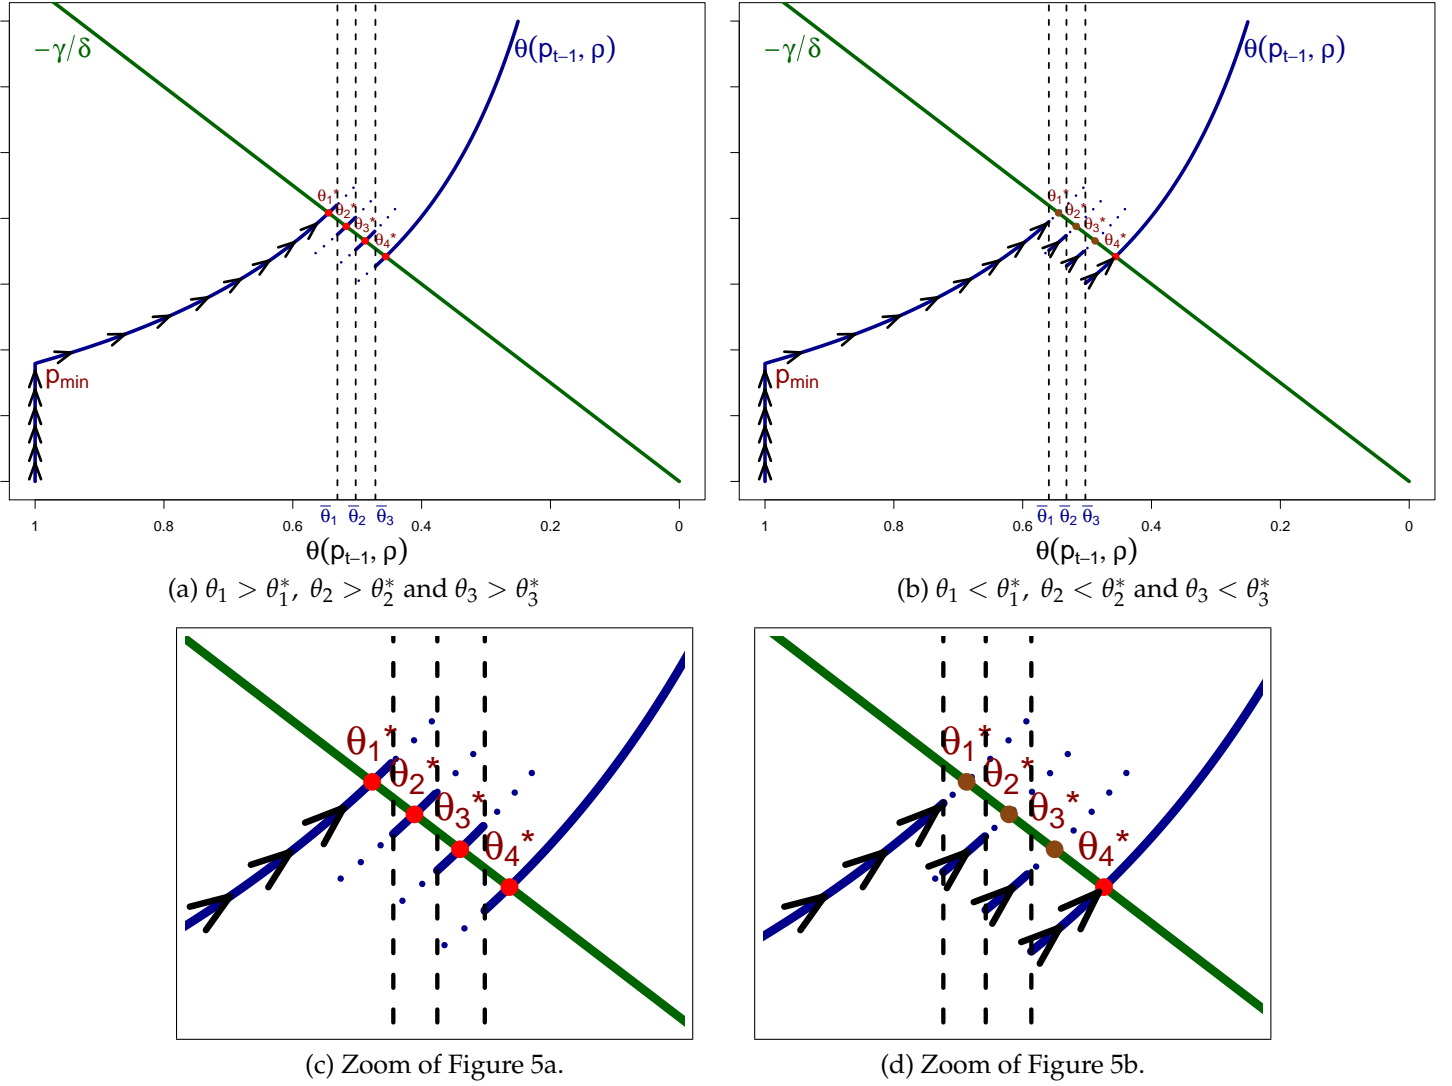 −γ/δ
θ(pt−1, ρ)
θ1*
θ2*
θ3*
θ4*
pmin
θ̅1 θ̅2 θ̅3
1 0.8 0.6 0.4 0.2 0
θ(pt−1, ρ)
(a) θ1 > θ1*, θ2 > θ2* and θ3 > θ3*
−γ/δ
θ(pt−1, ρ)
θ1*
θ2*
θ3*
θ4*
pmin
θ̅1 θ̅2 θ̅3
1 0.8 0.6 0.4 0.2 0
θ(pt−1, ρ)
(b) θ1 < θ1*, θ2 < θ2* and θ3 < θ3*
θ1*
θ2*
θ3*
θ4*
(c) Zoom of Figure 5a.
θ1*
θ2*
θ3*
θ4*
(d) Zoom of Figure 5b.